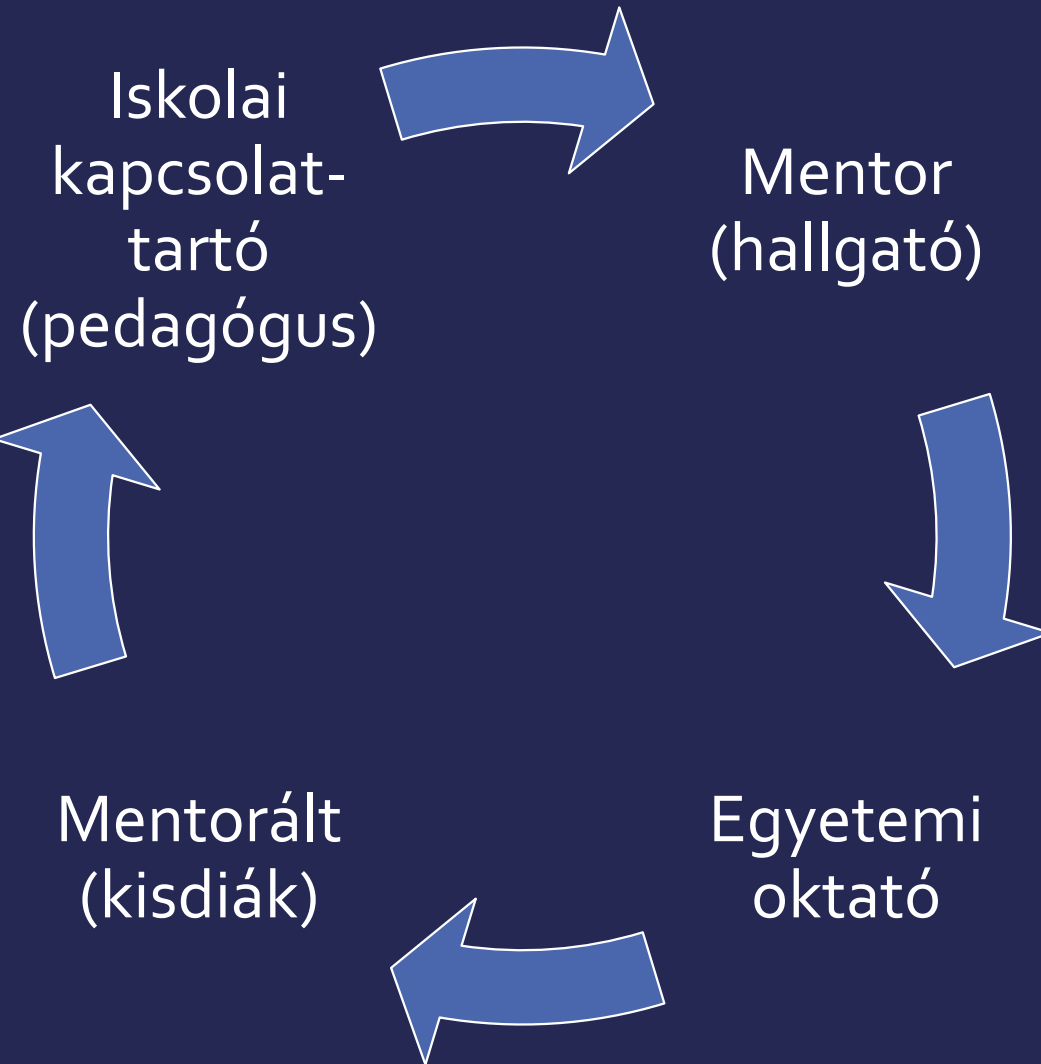 Iskolai
kapcsolat-
tartó
(pedagógus)
Mentor
(hallgató)
Egyetemi
oktató
Mentorált
(kisdiák)